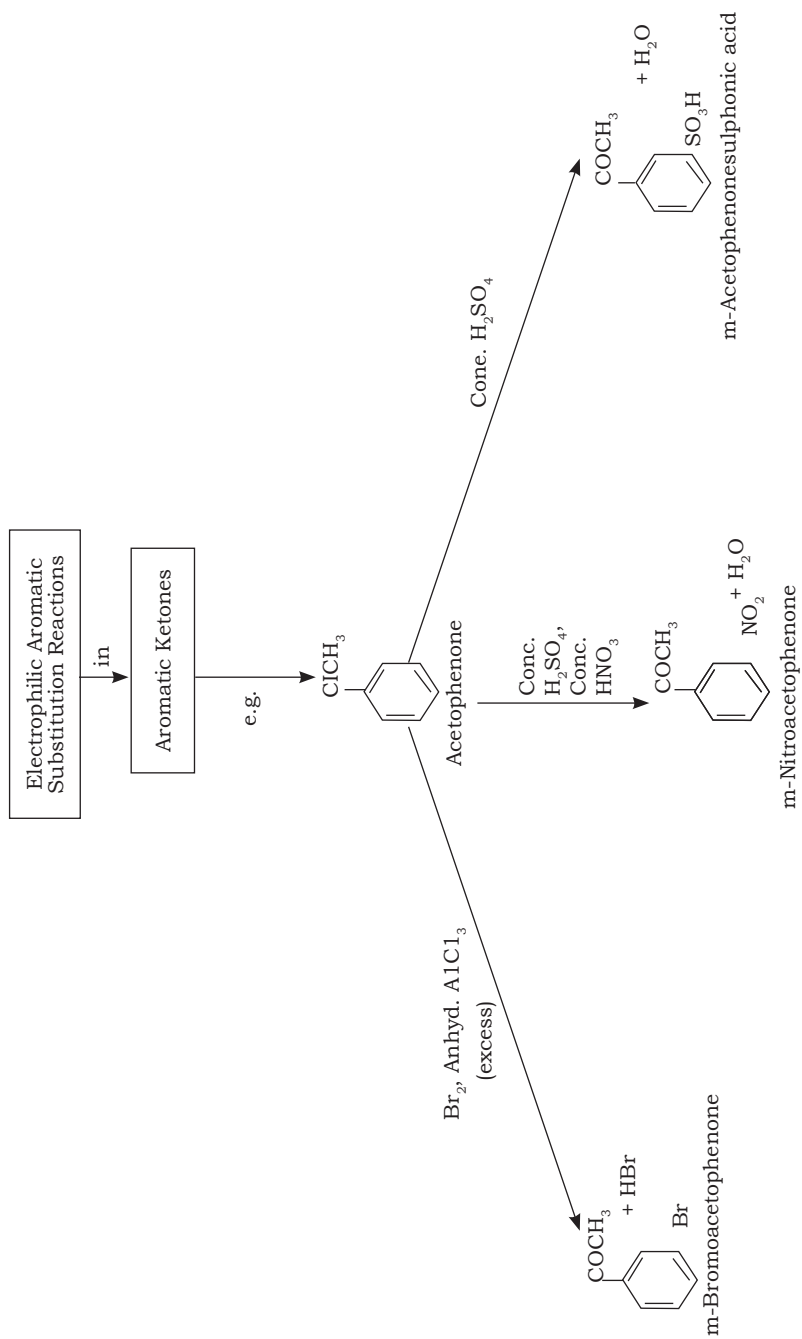 Electrophilic Aromatic
Substitution Reactions
in
Aromatic Ketones
e.g.
ClCH₃
Acetophenone
Br₂, Anhyd. A1C1₃
(excess)
Conc.
H₂SO₄,
Conc.
HNO₃
Cone. H₂SO₄
COCH₃
+ HBr
Br
m-Bromoacetophenone
COCH₃
NO₂ + H₂O
m-Nitroacetophenone
COCH₃
+ H₂O
SO₃H
m-Acetophenonesulphonic acid